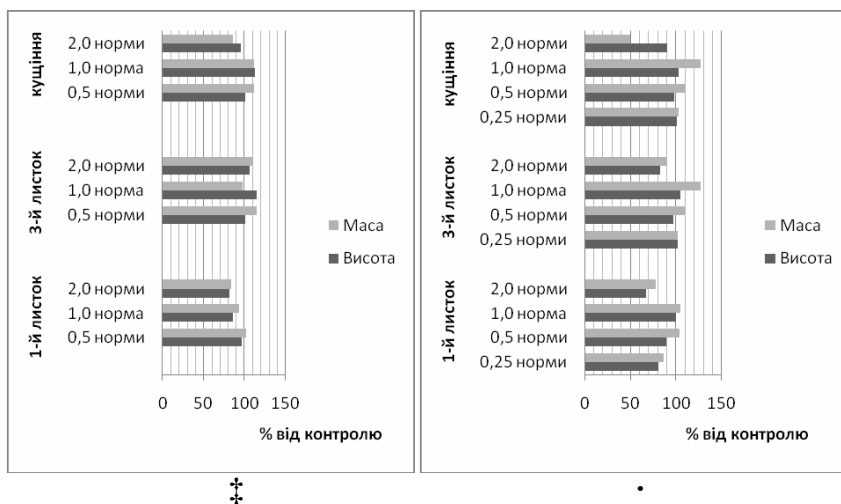 кущіння
2,0 норми
1,0 норма
0,5 норми
3-й листок
2,0 норми
1,0 норма
0,5 норми
1-й листок
2,0 норми
1,0 норма
0,5 норми
Маса
Висота
0 50 100 150
% від контролю
‡
кущіння
2,0 норми
1,0 норма
0,5 норми
0,25 норми
3-й листок
2,0 норми
1,0 норма
0,5 норми
0,25 норми
1-й листок
2,0 норми
1,0 норма
0,5 норми
0,25 норми
Маса
Висота
0 50 100 150
% від контролю
·